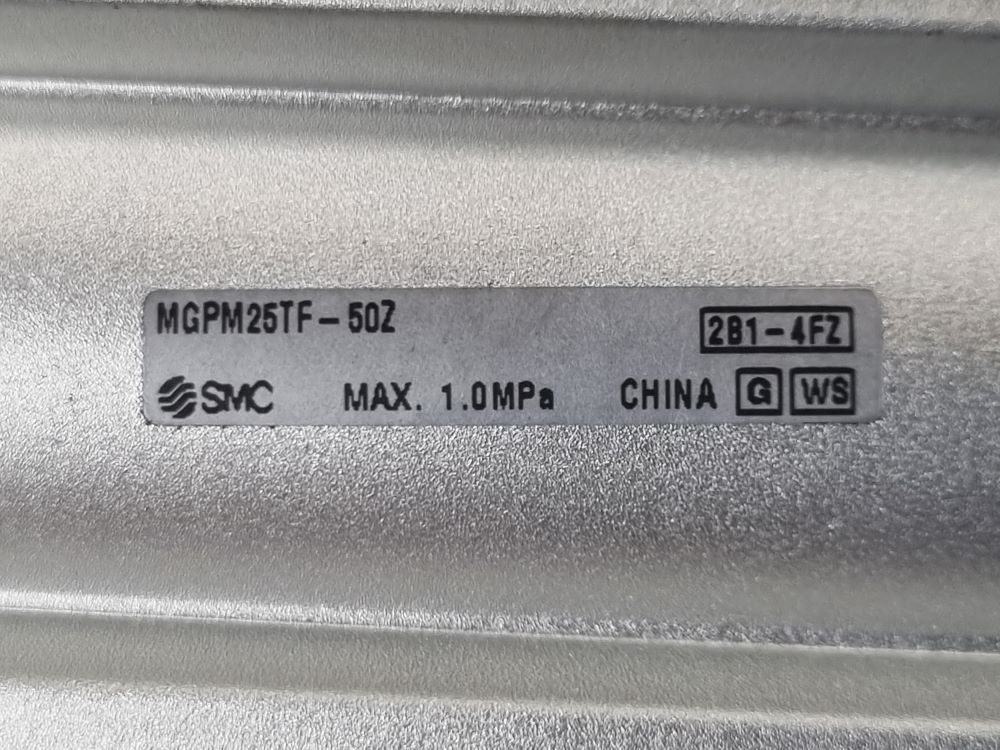 MGPM25TF-50Z 2B1-4FZ
SMC MAX. 1.0MPa CHINA G WS